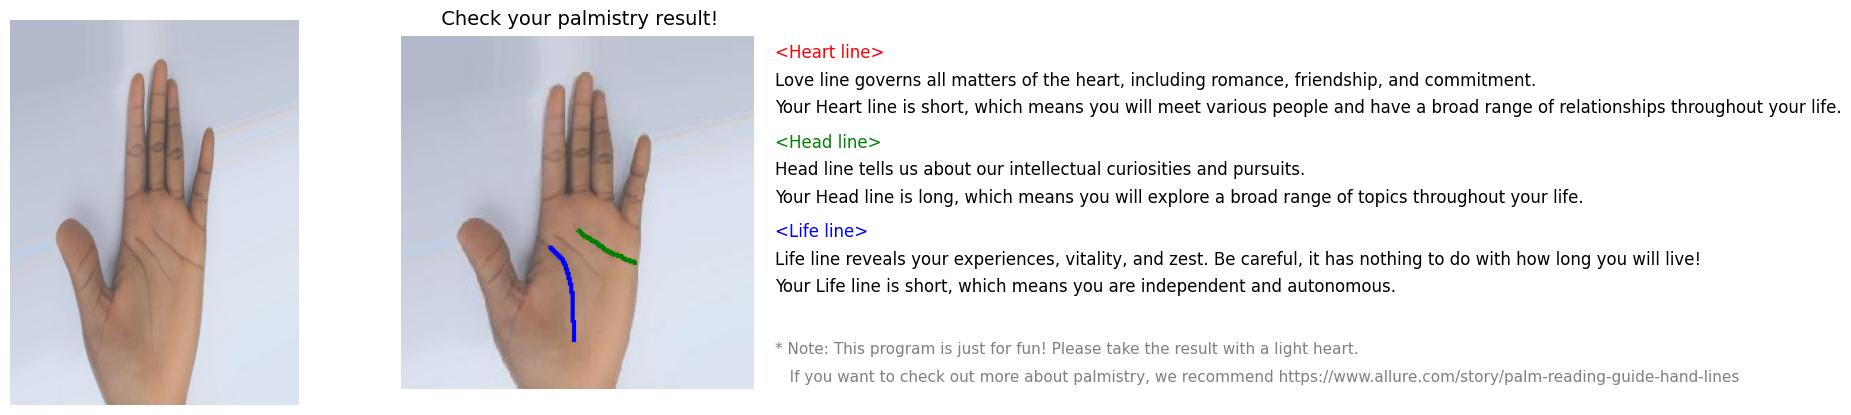 Check your palmistry result!
<Heart line>
Love line governs all matters of the heart, including romance, friendship, and commitment.
Your Heart line is short, which means you will meet various people and have a broad range of relationships throughout your life.
<Head line>
Head line tells us about our intellectual curiosities and pursuits.
Your Head line is long, which means you will explore a broad range of topics throughout your life.
<Life line>
Life line reveals your experiences, vitality, and zest. Be careful, it has nothing to do with how long you will live!
Your Life line is short, which means you are independent and autonomous.
* Note: This program is just for fun! Please take the result with a light heart.
If you want to check out more about palmistry, we recommend https://www.allure.com/story/palm-reading-guide-hand-lines